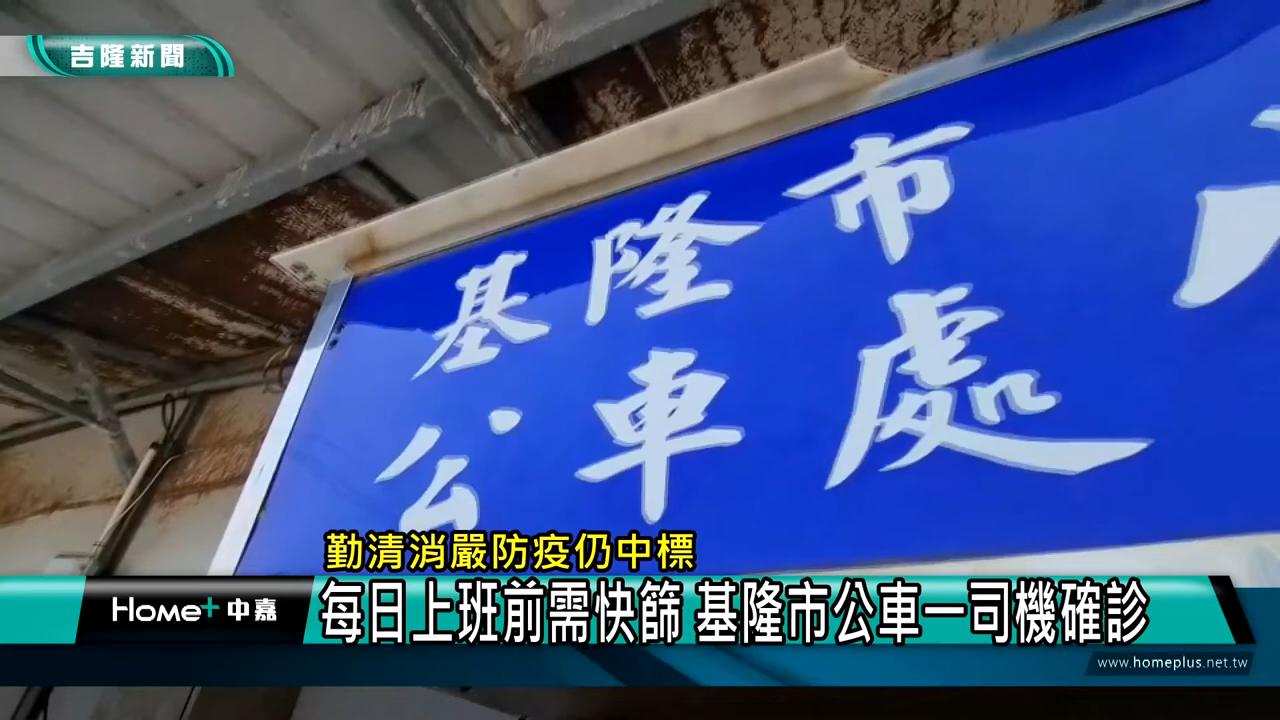 吉隆新聞
基隆市
公車處
勤清消嚴防疫仍中標
Home+中嘉
每日上班前需快篩 基隆市公車一司機確診
www.homeplus.net.tw